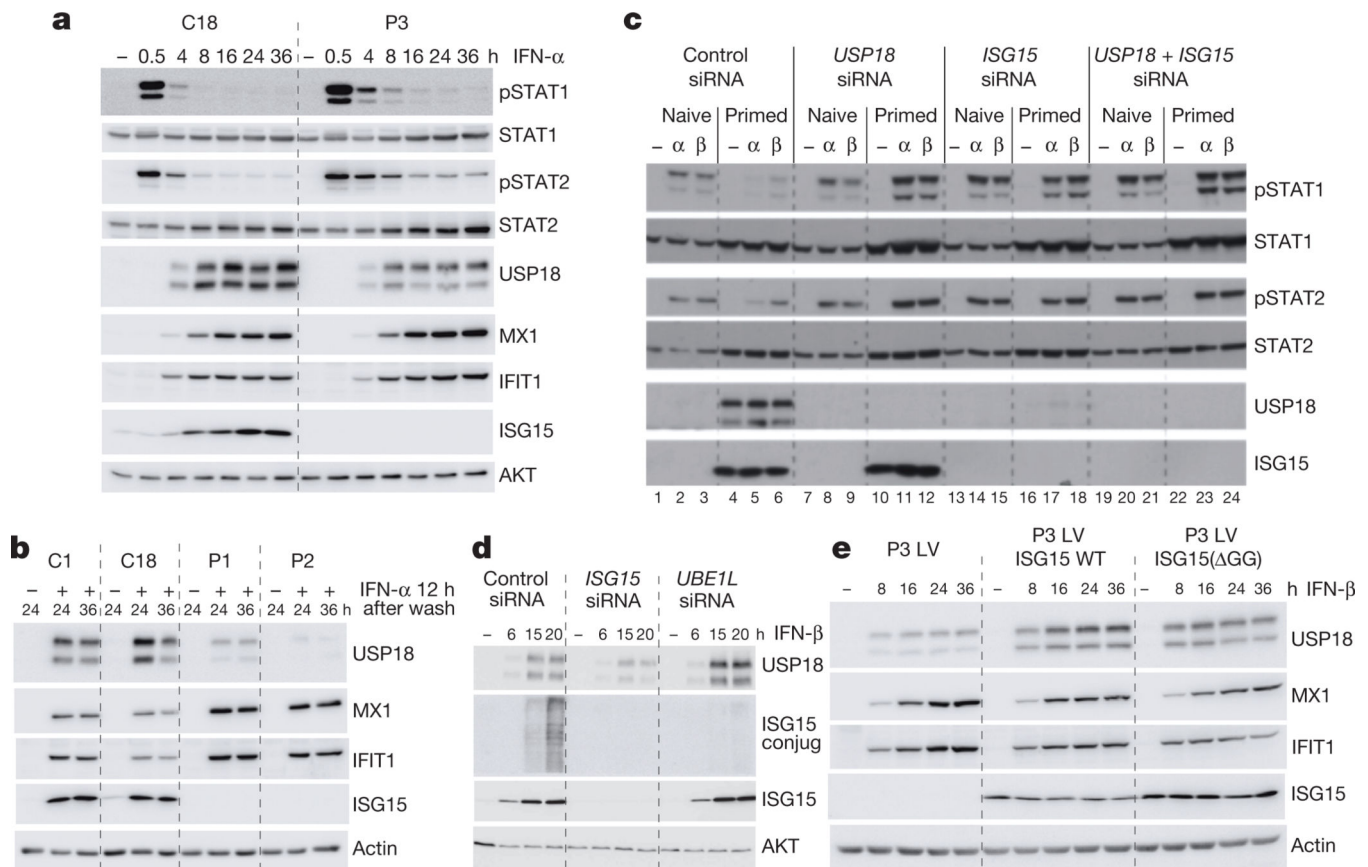 a
C18 P3
– 0.5 4 8 16 24 36 – 0.5 4 8 16 24 36 h IFN-α
pSTAT1
STAT1
pSTAT2
STAT2
USP18
MX1
IFIT1
ISG15
AKT
c
Control siRNA USP18 siRNA ISG15 siRNA USP18 + ISG15 siRNA
Naive Primed Naive Primed Naive Primed Naive Primed
– α β – α β – α β – α β – α β – α β – α β – α β
pSTAT1
STAT1
pSTAT2
STAT2
USP18
ISG15
1 2 3 4 5 6 7 8 9 10 11 12 13 14 15 16 17 18 19 20 21 22 23 24
b
C1 C18 P1 P2
– + + – + + – + + – + + IFN-α 12 h
24 24 36 24 24 36 24 24 36 24 24 36 h after wash
USP18
MX1
IFIT1
ISG15
Actin
d
Control siRNA ISG15 siRNA UBE1L siRNA
– 6 15 20 – 6 15 20 – 6 15 20 h IFN-β
USP18
ISG15
conjug
ISG15
AKT
e
P3 LV P3 LV ISG15 WT P3 LV ISG15(ΔGG)
– 8 16 24 36 – 8 16 24 36 – 8 16 24 36 h IFN-β
USP18
MX1
IFIT1
ISG15
Actin